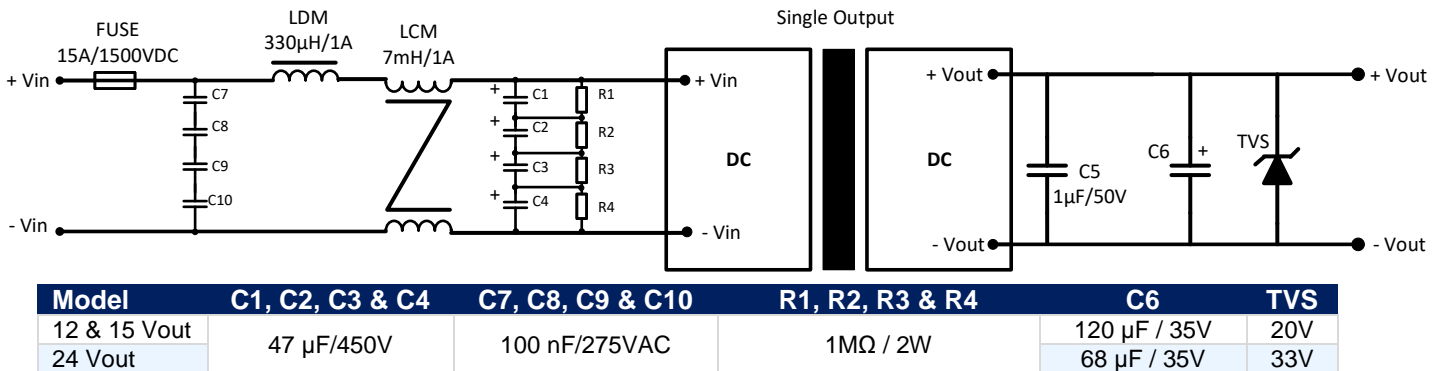 Single Output
FUSE
15A/1500VDC
LDM
330µH/1A
LCM
7mH/1A
+ Vin
- Vin
C7
C8
C9
C10
+ C1
+ C2
+ C3
+ C4
R1
R2
R3
R4
+ Vin
DC
- Vin
+ Vout
DC
- Vout
C5
1µF/50V
C6 +
TVS
+ Vout
- Vout
Model C1, C2, C3 & C4 C7, C8, C9 & C10 R1, R2, R3 & R4 C6 TVS
12 & 15 Vout 47 µF/450V 100 nF/275VAC 1MΩ / 2W 120 µF / 35V 20V
24 Vout 68 µF / 35V 33V